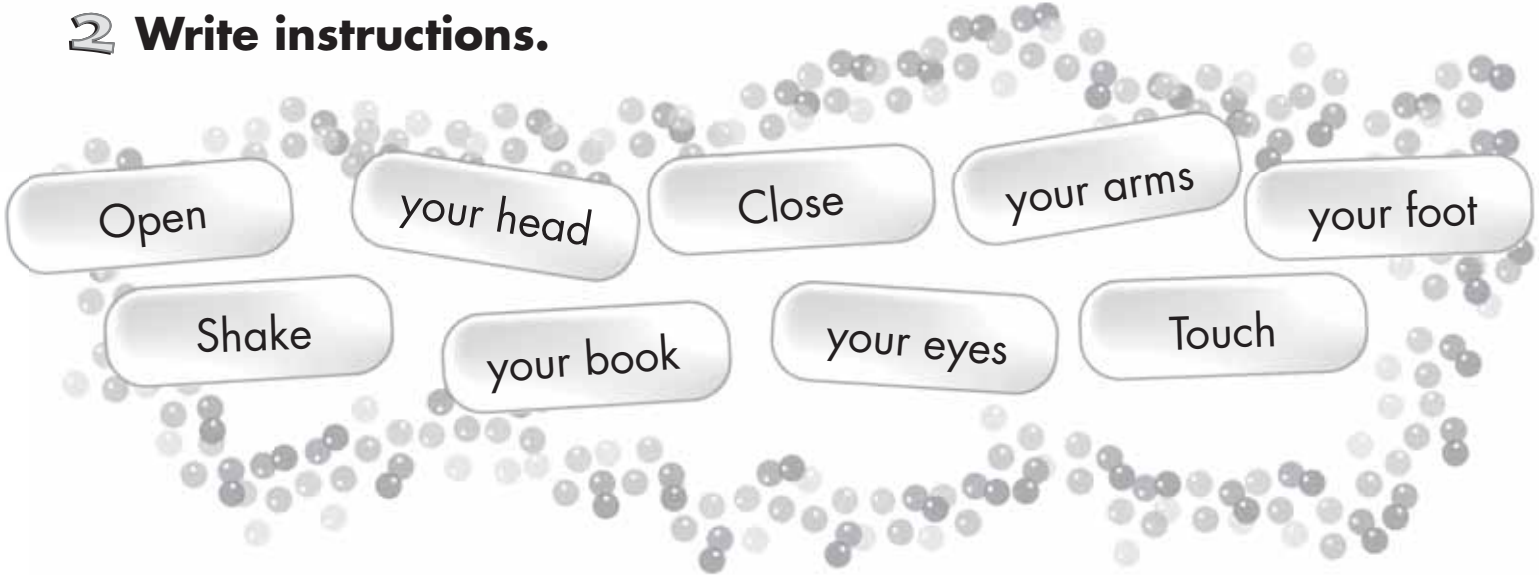 2 Write instructions.
Open
your head
Close
your arms
your foot
Shake
your book
your eyes
Touch